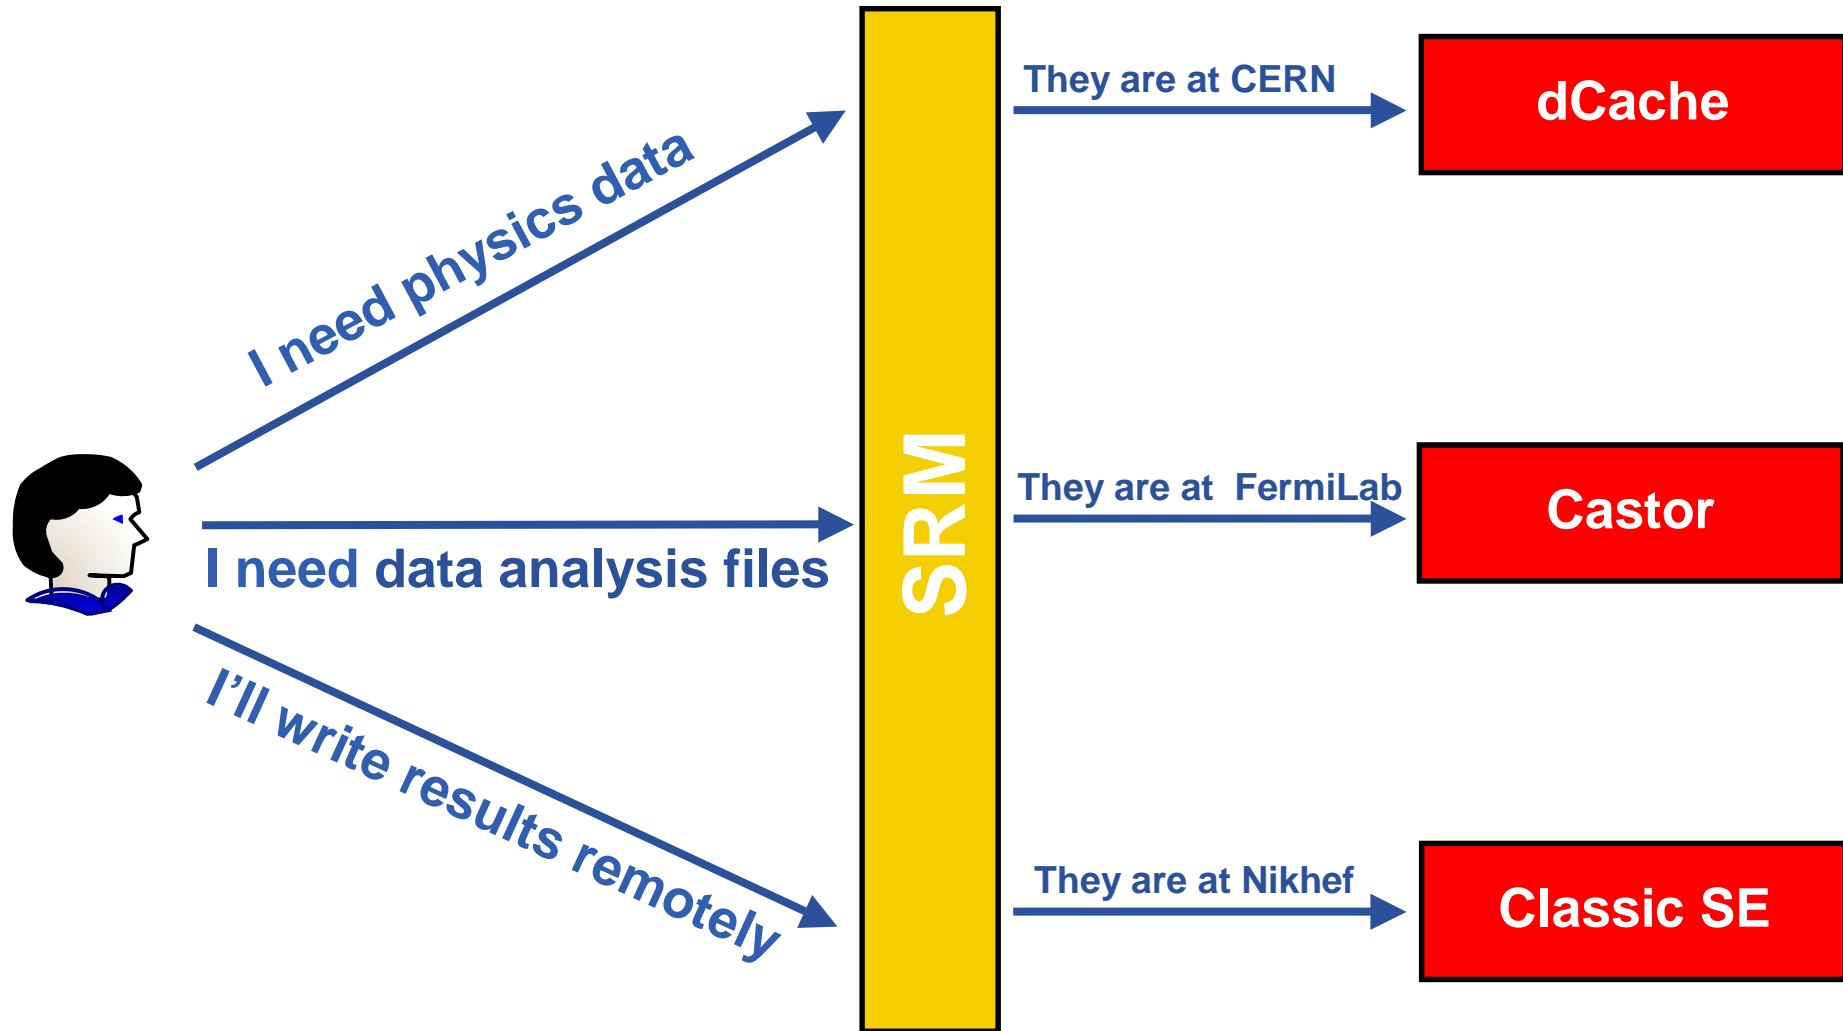 I need physics data
I need data analysis files
I’ll write results remotely
SRM
They are at CERN
dCache
They are at  FermiLab
Castor
They are at Nikhef
Classic SE